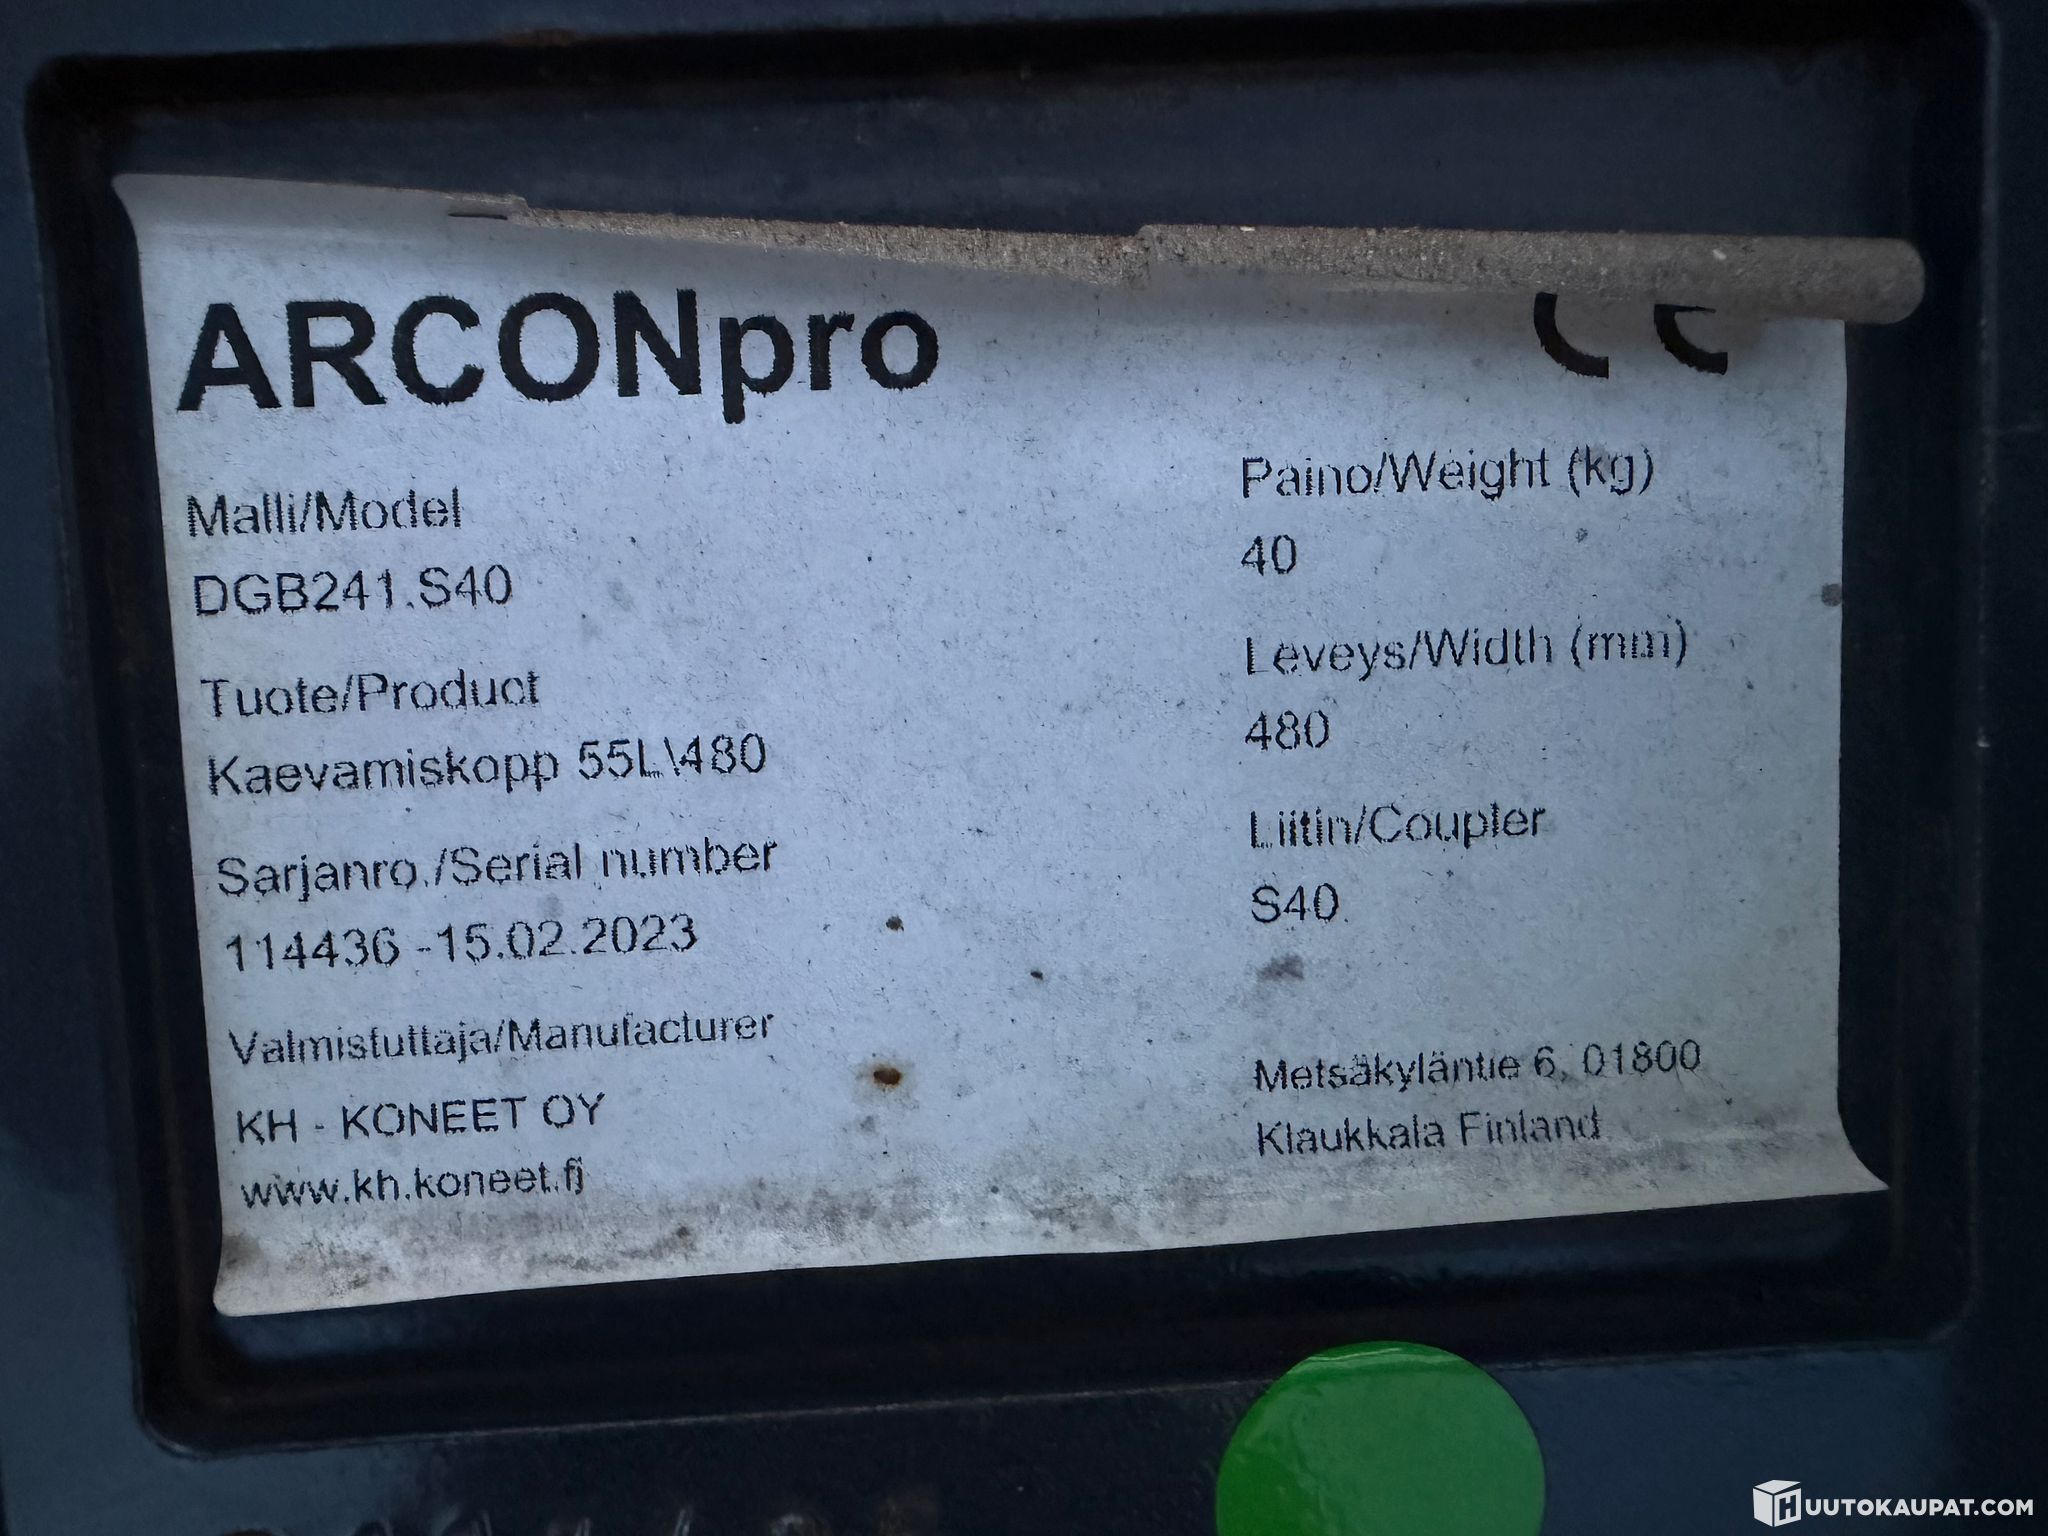 ARCONpro
CE
Malli/Model
DGB241.S40
Tuote/Product
Kaevamiskopp 55L\480
Sarjanro./Serial number
114436 -15.02.2023
Valmistuttaja/Manufacturer
KH - KONEET OY
www.kh.koneet.fi
Paino/Weight (kg)
40
Leveys/Width (mm)
480
Liitin/Coupler
S40
Metsäkyläntie 6, 01800
Klaukkala Finland
HUUTOKAUPAT.COM